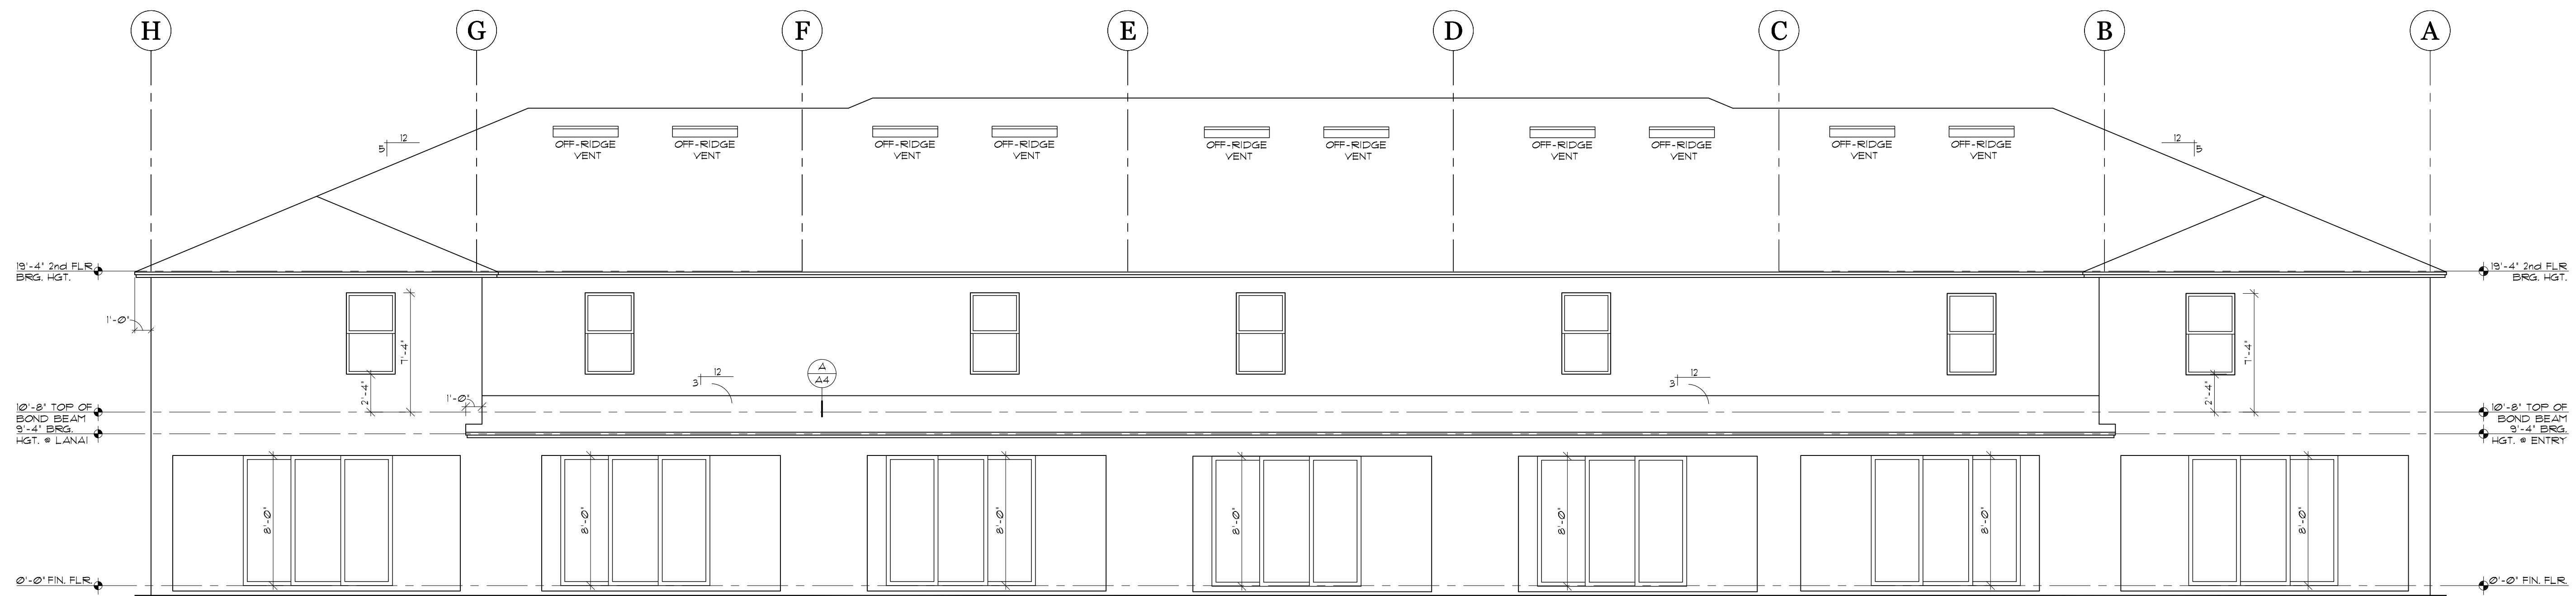 H G F E D C B A
12
5
OFF-RIDGE
VENT
OFF-RIDGE
VENT
OFF-RIDGE
VENT
OFF-RIDGE
VENT
OFF-RIDGE
VENT
OFF-RIDGE
VENT
OFF-RIDGE
VENT
OFF-RIDGE
VENT
OFF-RIDGE
VENT
OFF-RIDGE
VENT
12
5
19'-4" 2nd FLR
BRG. HGT.
19'-4" 2nd FLR
BRG. HGT.
1'-0"
7'-4"
2'-4"
1'-0"
12
3
A
A4
12
3
7'-4"
2'-4"
10'-8" TOP OF
BOND BEAM
9'-4" BRG.
HGT. @ LANAI
10'-8" TOP OF
BOND BEAM
9'-4" BRG.
HGT. @ ENTRY
8'-0"
8'-0"
8'-0"
8'-0"
8'-0"
8'-0"
8'-0"
0'-0" FIN. FLR.
0'-0" FIN. FLR.